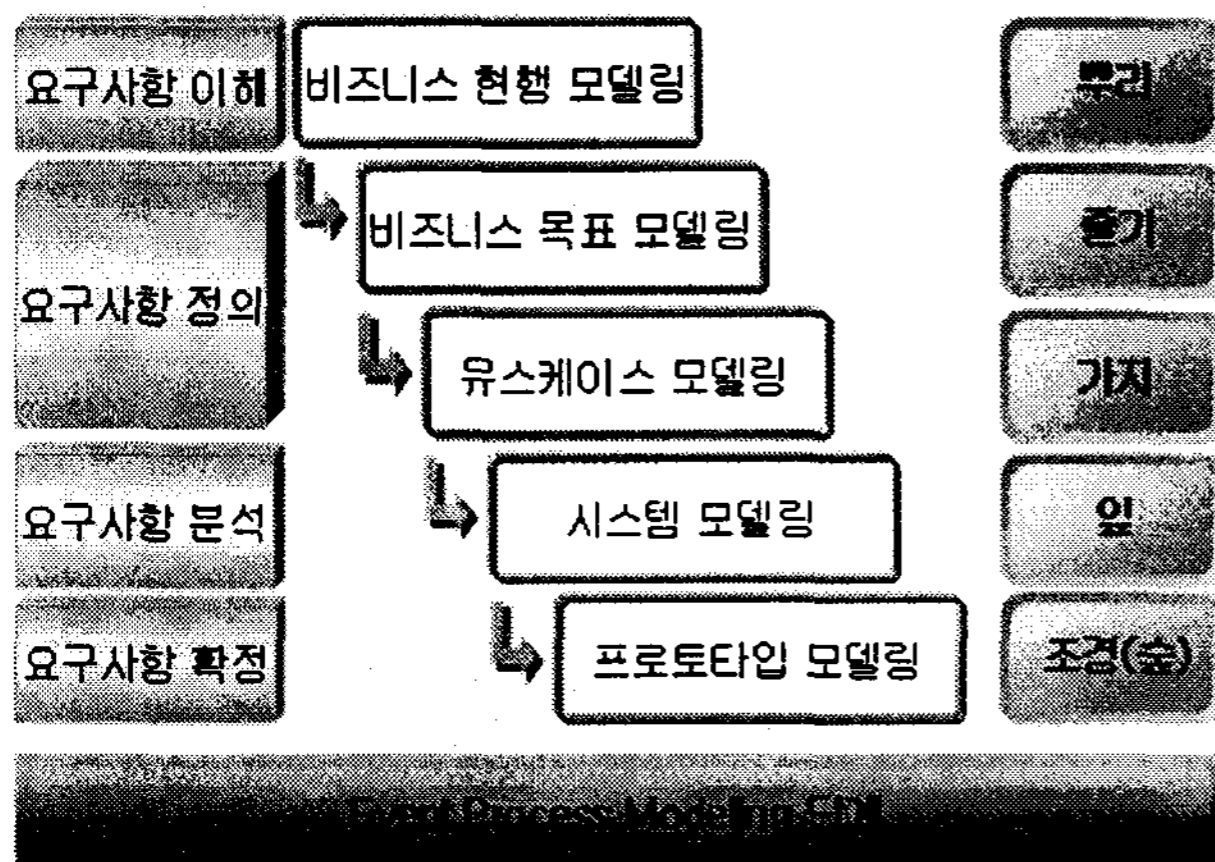 요구사항 이해
비즈니스 현행 모델링
뿌리
비즈니스 목표 모델링
줄기
요구사항 정의
유스케이스 모델링
가지
요구사항 분석
시스템 모델링
잎
요구사항 확정
프로토타입 모델링
조경(숲)
Event Process Modeling